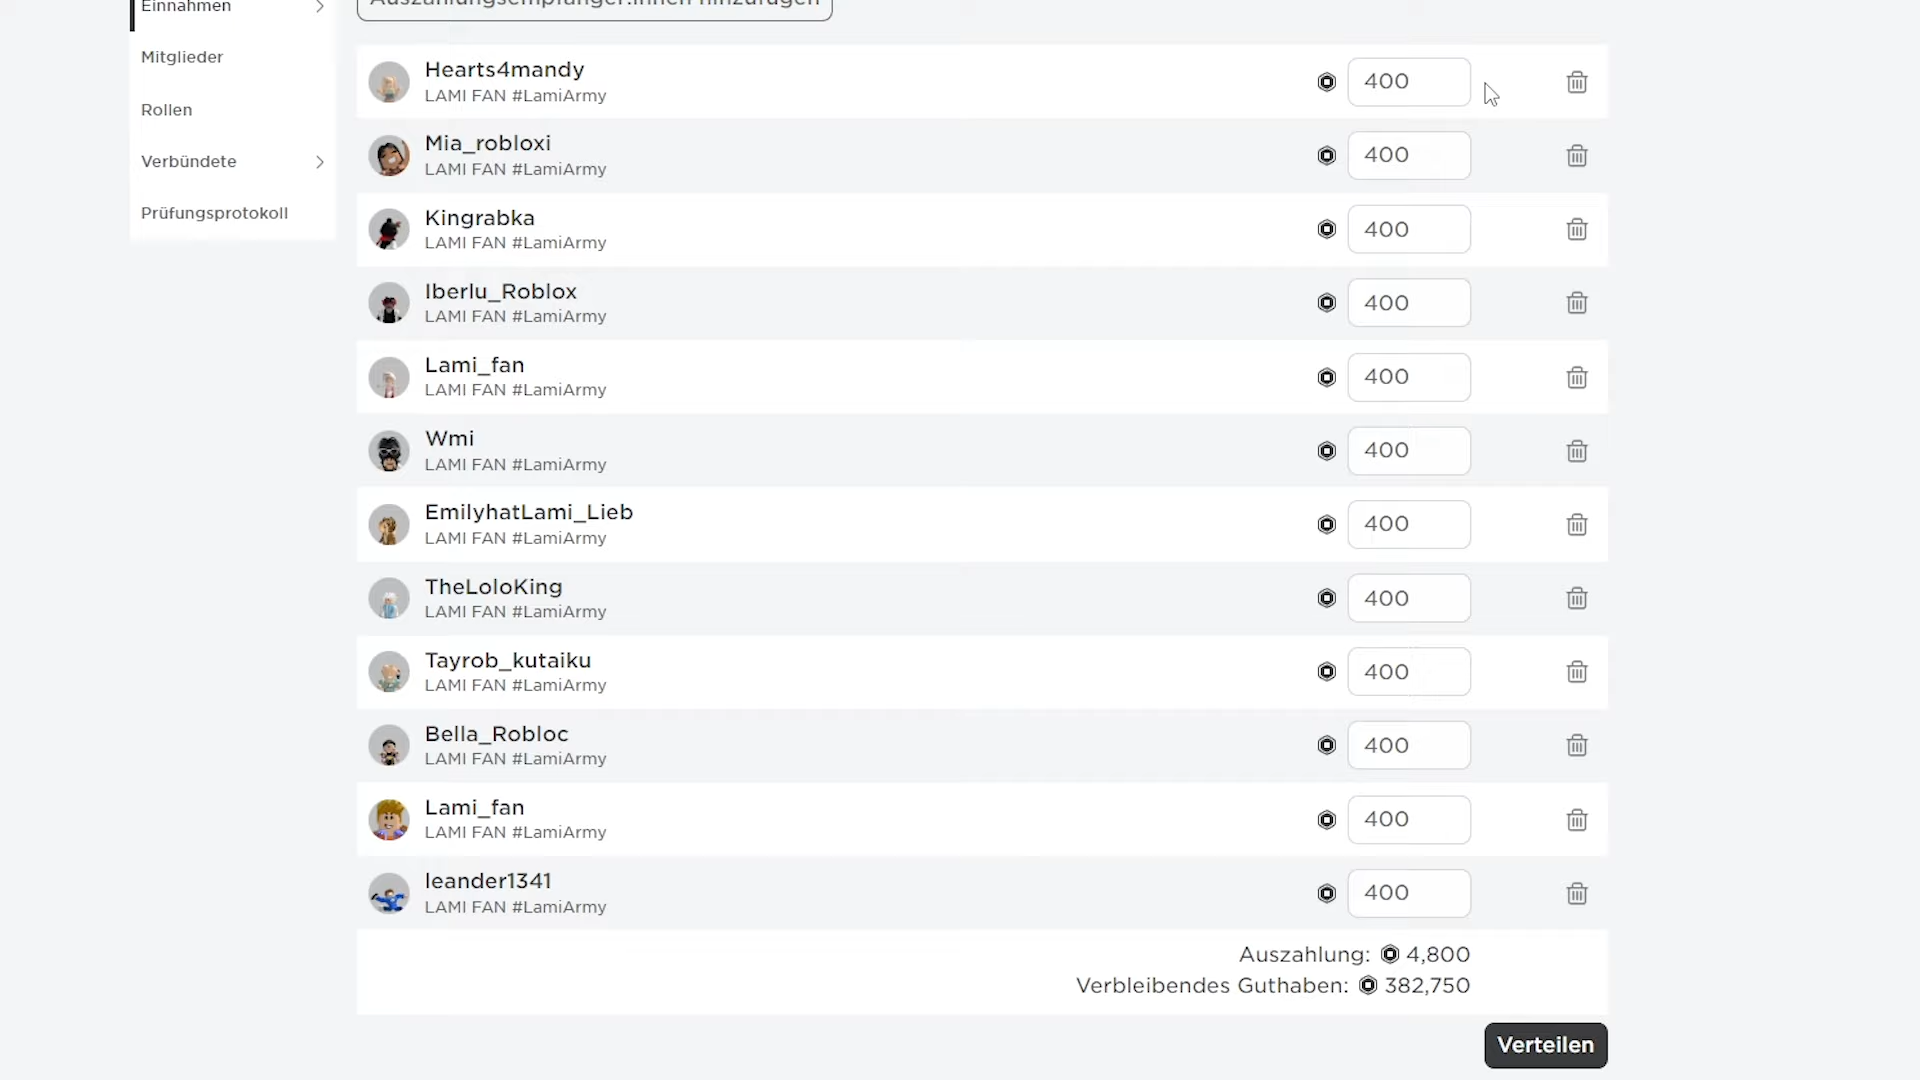 Einnahmen
Auszahlungsempfänger:innen hinzufügen
Mitglieder
Rollen
Verbündete
Prüfungsprotokoll
Hearts4mandy
LAMI FAN #LamiArmy
400
Mia_robloxi
LAMI FAN #LamiArmy
400
Kingrabka
LAMI FAN #LamiArmy
400
Iberlu_Roblox
LAMI FAN #LamiArmy
400
Lami_fan
LAMI FAN #LamiArmy
400
Wmi
LAMI FAN #LamiArmy
400
EmilyhatLami_Lieb
LAMI FAN #LamiArmy
400
TheLoloKing
LAMI FAN #LamiArmy
400
Tayrob_kutaiku
LAMI FAN #LamiArmy
400
Bella_Robloc
LAMI FAN #LamiArmy
400
Lami_fan
LAMI FAN #LamiArmy
400
leander1341
LAMI FAN #LamiArmy
400
Auszahlung: 4,800
Verbleibendes Guthaben: 382,750
Verteilen